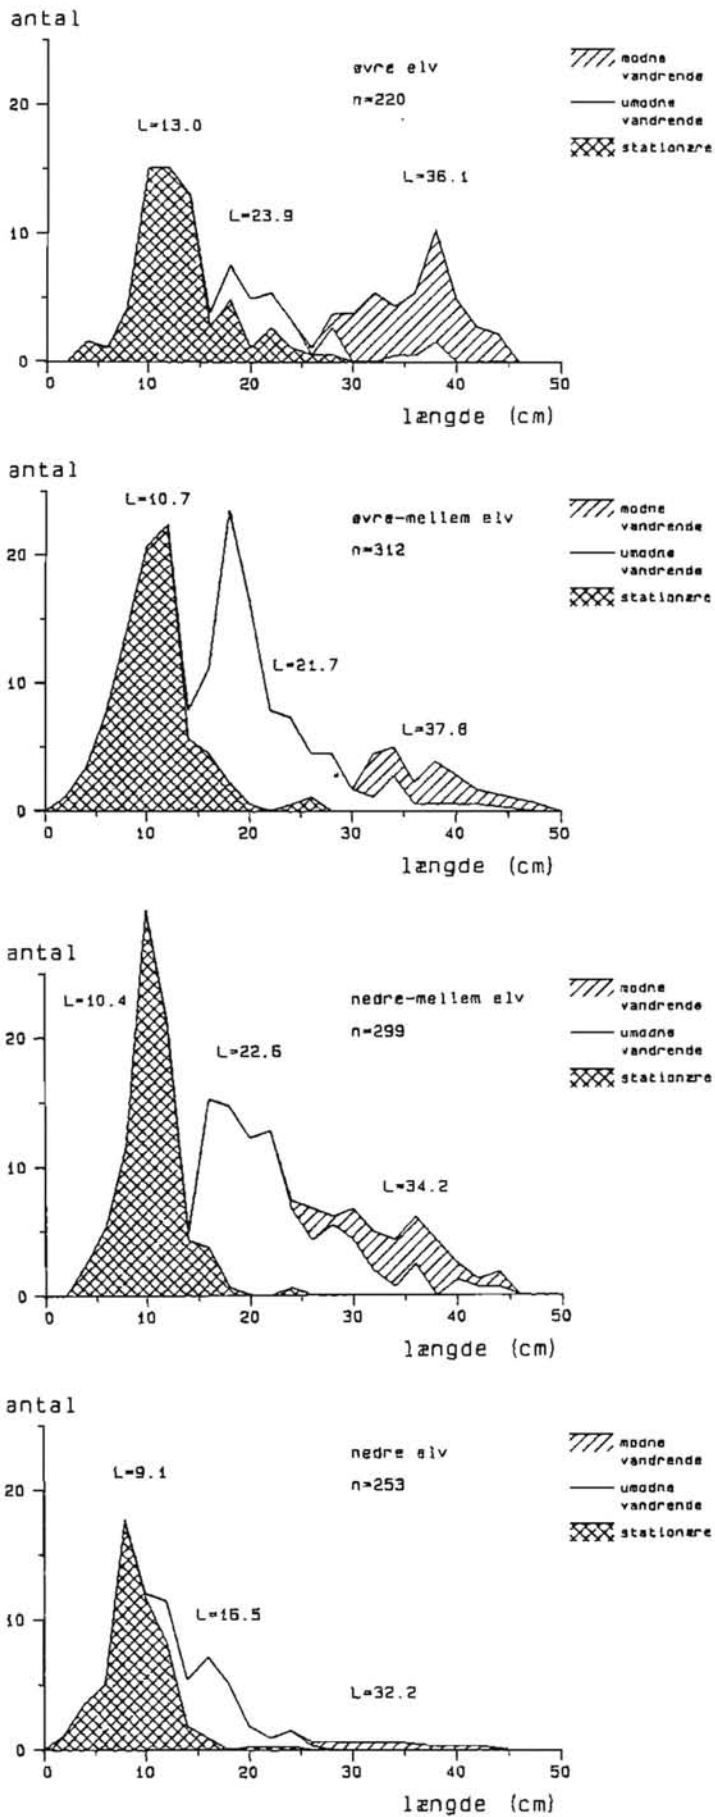 antal
øvre elv
n=220
modne
vandrende
umodne
vandrende
stationære
L=13.0
L=23.9
L=36.1
20
10
0
0 10 20 30 40 50
længde (cm)
antal
øvre-mellem elv
n=312
modne
vandrende
umodne
vandrende
stationære
L=10.7
L=21.7
L=37.8
20
10
0
0 10 20 30 40 50
længde (cm)
antal
nedre-mellem elv
n=299
modne
vandrende
umodne
vandrende
stationære
L=10.4
L=22.6
L=34.2
20
10
0
0 10 20 30 40 50
længde (cm)
antal
nedre elv
n=253
modne
vandrende
umodne
vandrende
stationære
L=9.1
L=16.5
L=32.2
20
10
0
0 10 20 30 40 50
længde (cm)